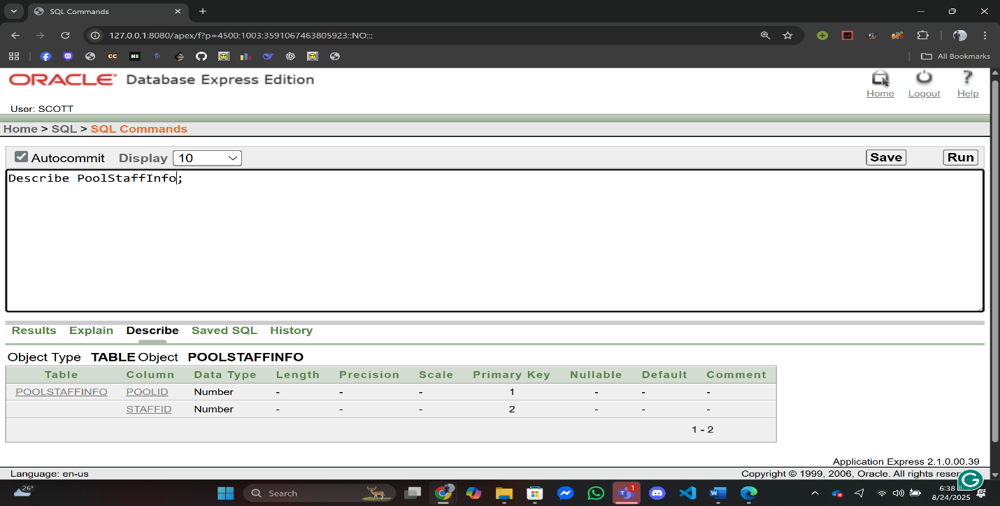 SQL Commands
127.0.0.1:8080/apex/f?p=4500:1003:3591067463805923::NO:::
CC
All Bookmarks
ORACLE Database Express Edition
Home Logout Help
User: SCOTT
Home > SQL > SQL Commands
Autocommit Display 10 Save Run
Describe PoolStaffInfo;
Results Explain Describe Saved SQL History
Object Type TABLE Object POOLSTAFFINFO
Table Column Data Type Length Precision Scale Primary Key Nullable Default Comment
POOLSTAFFINFO POOLID Number - - - 1 - - -
STAFFID Number - - - 2 - - -
1 - 2
Application Express 2.1.0.00.39
Language: en-us Copyright © 1999, 2006, Oracle. All rights reser
26°
Search
1
6:38
8/24/2025